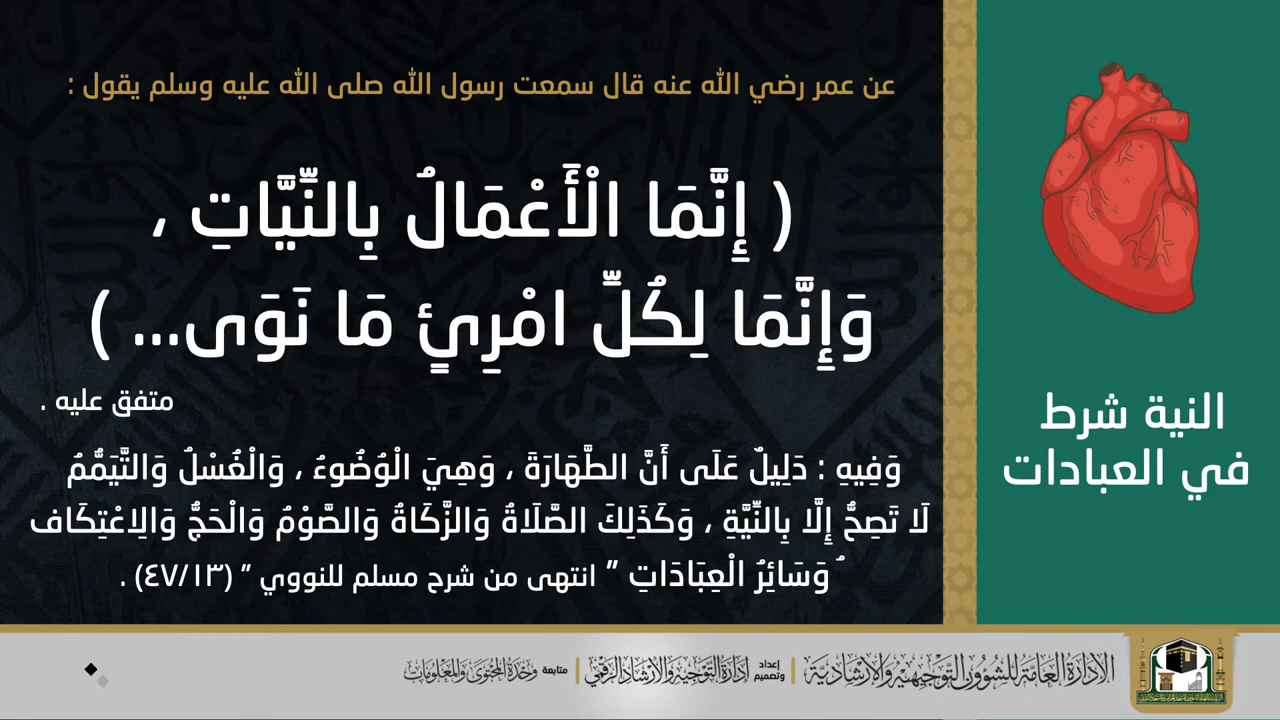 عن عمر رضي الله عنه قال سمعت رسول الله صلى الله عليه وسلم يقول :
( إِنَّمَا الْأَعْمَالُ بِالنِّيَّاتِ ،
وَإِنَّمَا لِكُلِّ امْرِئٍ مَا نَوَى... )
متفق عليه .
وَفِيهِ : دَلِيلٌ عَلَى أَنَّ الطَّهَارَةَ ، وَهِيَ الْوُضُوءُ ، وَالْغُسْلُ وَالتَّيَمُّمُ
لَا تَصِحُّ إِلَّا بِالنِّيَّةِ ، وَكَذَلِكَ الصَّلَاةُ وَالزَّكَاةُ وَالصَّوْمُ وَالْحَجُّ وَالِاعْتِكَاف
ُ وَسَائِرُ الْعِبَادَاتِ " انتهى من شرح مسلم للنووي " (٤٧/١٣) .
النية شرط
في العبادات
الإدارة العامة للشؤون التوجيهية والإرشادية
إعداد
وتصميم
إدارة التوجيه والإرشاد الرقمي
متابعة
وحدة المحتوى والمعلومات